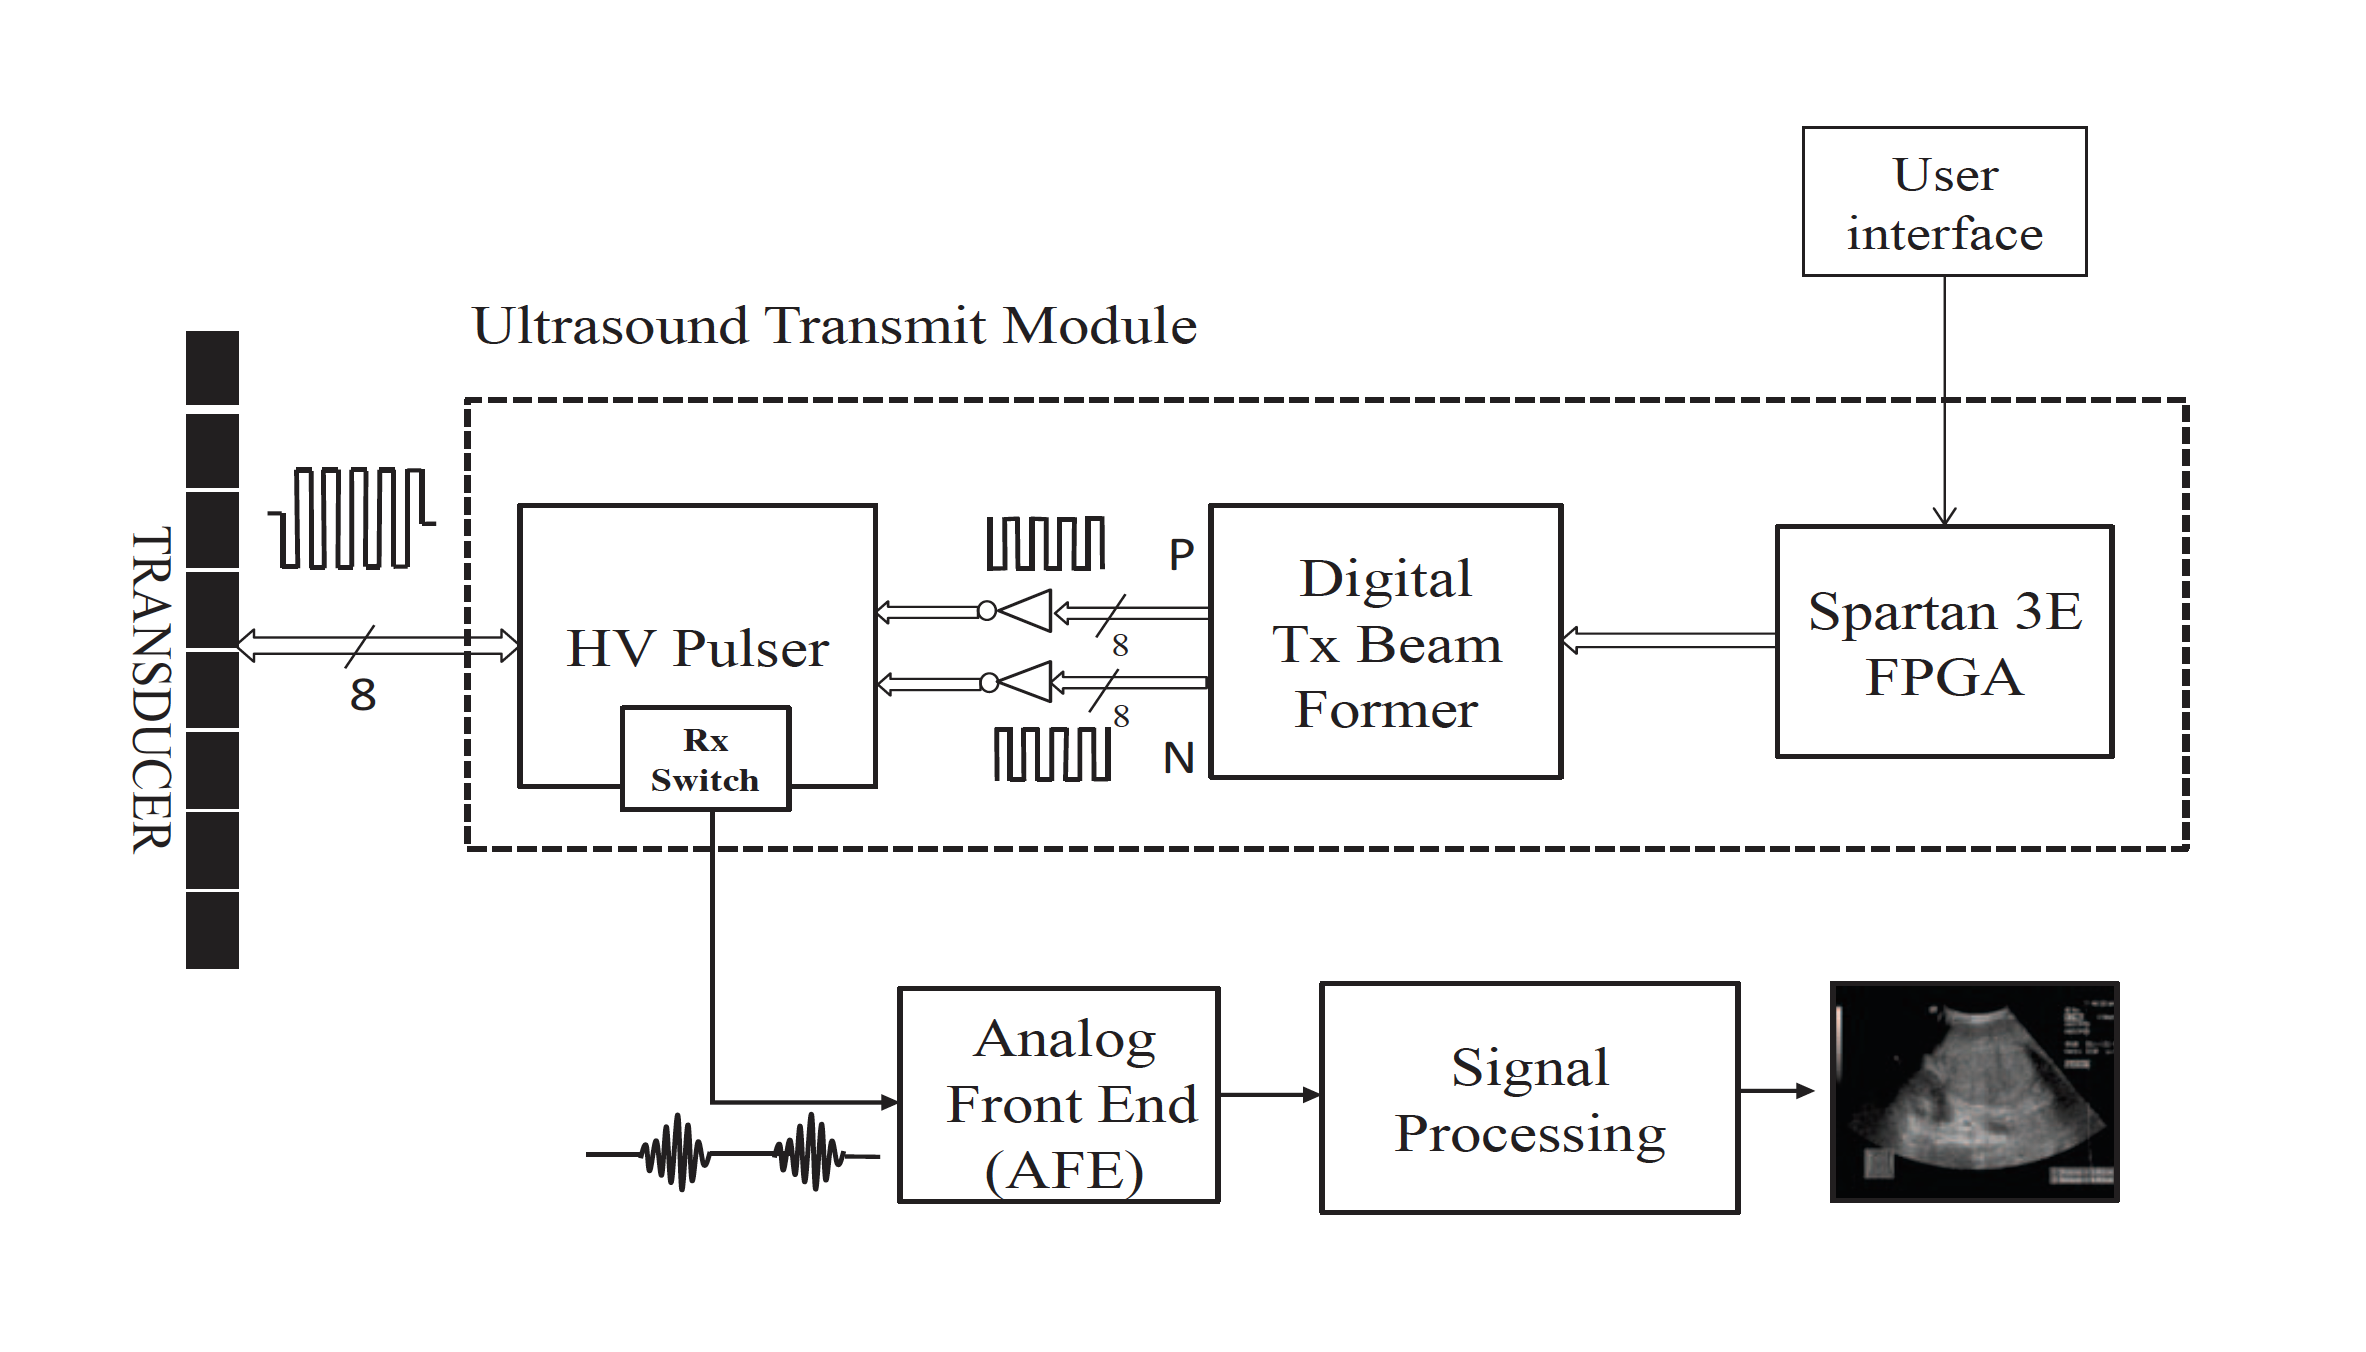 User
interface
Ultrasound Transmit Module
TRANSDUCER
8
HV Pulser
Rx
Switch
P
8
8
N
Digital
Tx Beam
Former
Spartan 3E
FPGA
Analog
Front End
(AFE)
Signal
Processing